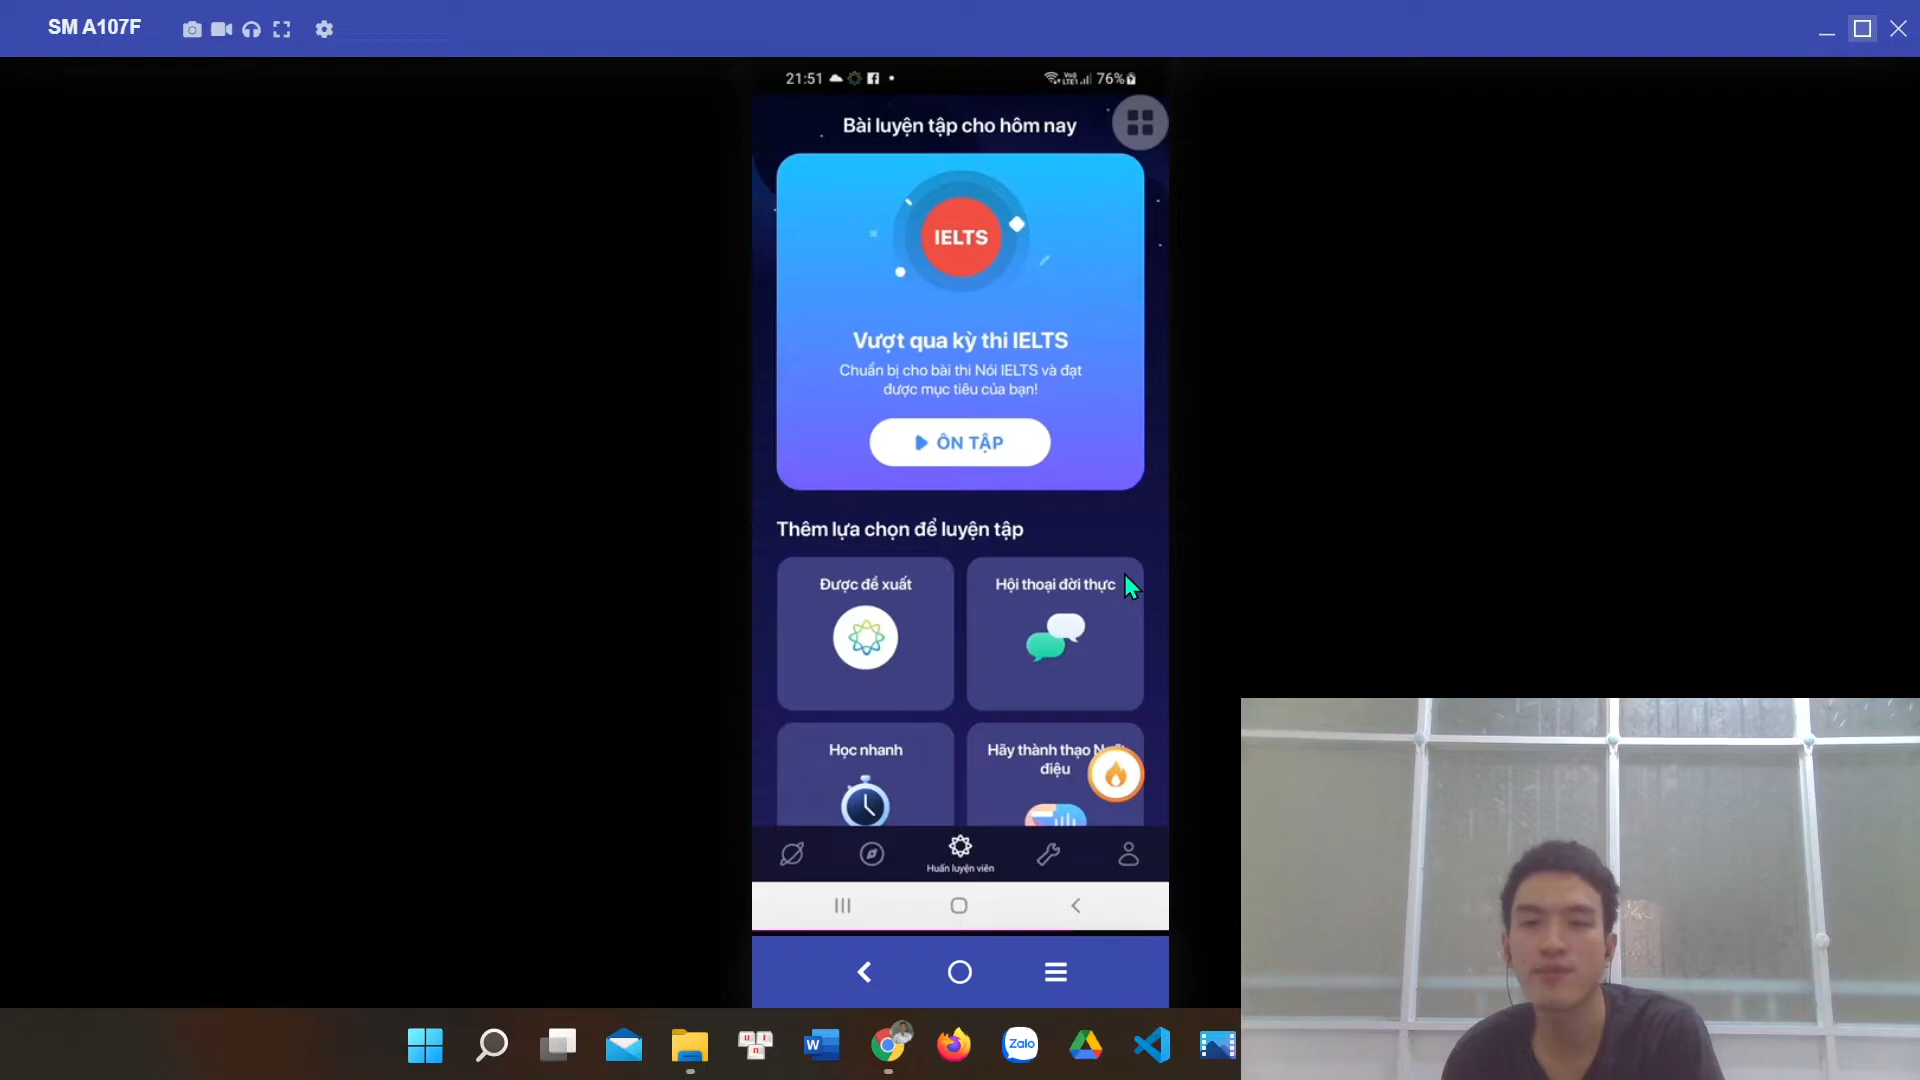 SM A107F
21:51
76%
Bài luyện tập cho hôm nay
IELTS
Vượt qua kỳ thi IELTS
Chuẩn bị cho bài thi Nói IELTS và đạt
được mục tiêu của bạn!
ÔN TẬP
Thêm lựa chọn để luyện tập
Được đề xuất
Hội thoại đời thực
Học nhanh
Hãy thành thạo
điệu
Huấn luyện viên
W
Zalo